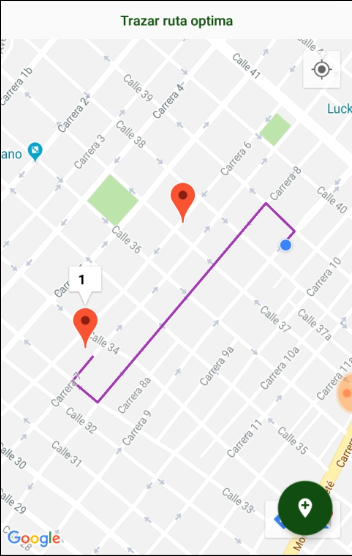 Trazar ruta optima
Calle 41
Carrera 1b
Calle 39
Carrera 2
Carrera 4
Luck
Calle 38
Carrera 6
ano
Carrera 3
Carrera 8
Calle 40
Calle 36
Carrera 10
1
Calle 37
Calle 37a
Calle 34
Carrera 9a
Carrera 10a
Carrera 7
Carrera 8a
Carrera 11a
Calle 32
Carrera 9
Calle 35
Carrera 11
Calle 31
Calle 30
Calle 33
Calle 29
Google